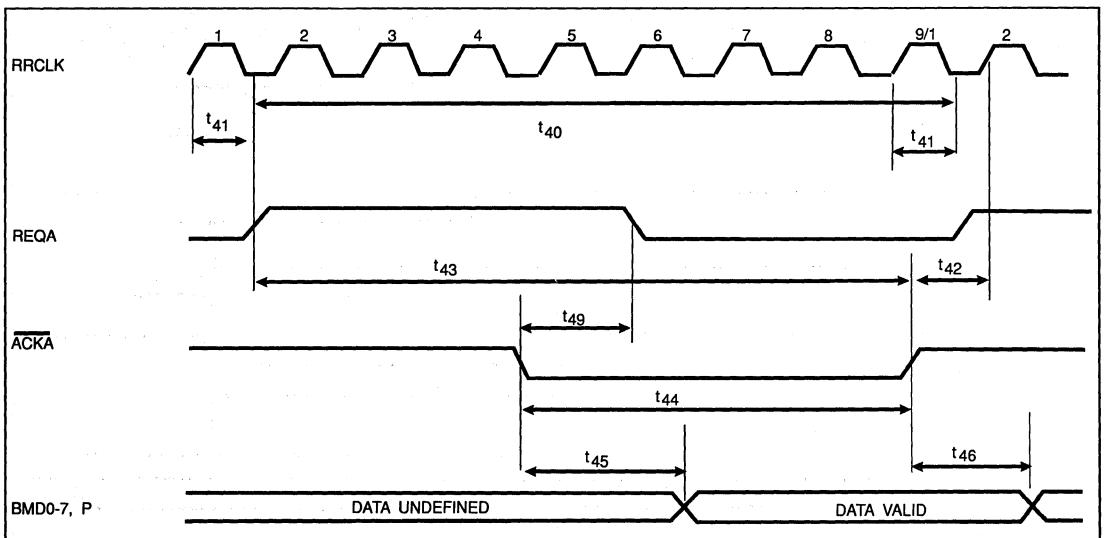 1 2 3 4 5 6 7 8 9/1 2
RRCLK
t41 t40 t41
REQA
t43 t42
t49
ACKA
t44
t45 t46
BMD0-7, P DATA UNDEFINED DATA VALID